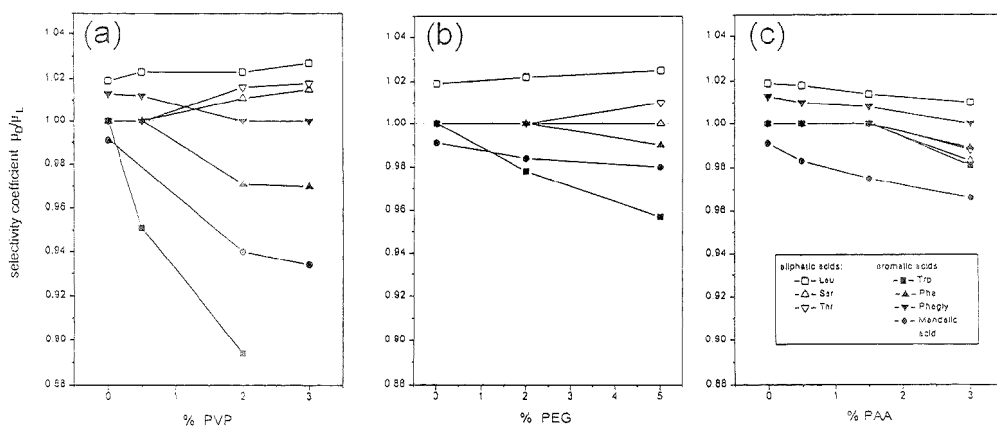 (a)
(b)
(c)
selectivity coefficient μD/μL
1.04
1.02
1.00
0.98
0.96
0.94
0.92
0.90
0.88
0 1 2 3
% PVP
1.04
1.02
1.00
0.98
0.96
0.94
0.92
0.90
0.88
0 1 2 3 4 5
% PEG
1.04
1.02
1.00
0.98
0.96
0.94
0.92
0.90
0.88
0 1 2 3
% PAA
aliphatic acids:
Leu
Ser
Thr
aromatic acids
Trp
Phe
Phegly
Mandelic
acid